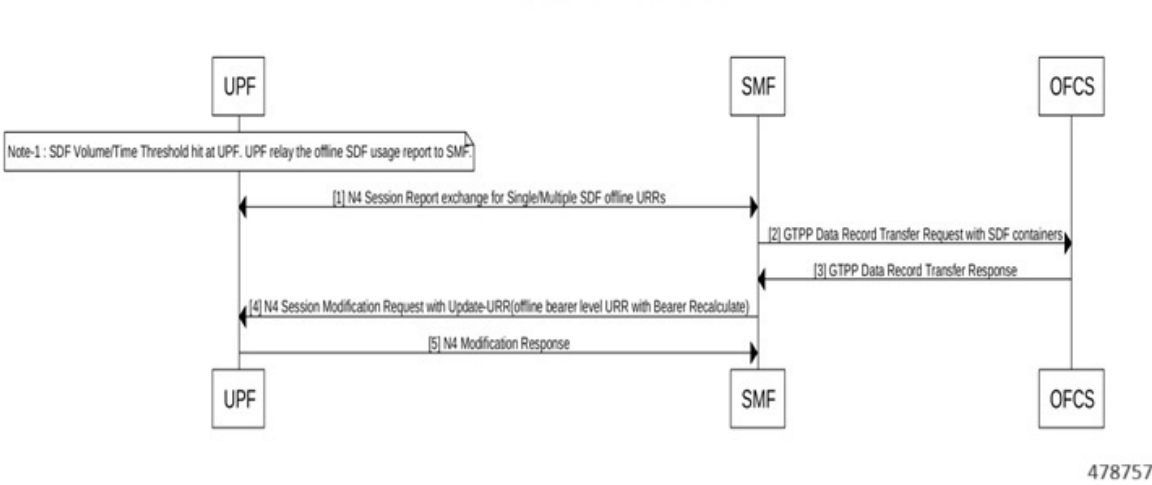 UPF
SMF
OFCS
Note-1 : SDF Volume/Time Threshold hit at UPF. UPF relay the offline SDF usage report to SMF.
[1] N4 Session Report exchange for Single/Multiple SDF offline URRs
[2] GTPP Data Record Transfer Request with SDF containers
[3] GTPP Data Record Transfer Response
[4] N4 Session Modification Request with Update-URR(offline bearer level URR with Bearer Recalculate)
[5] N4 Modification Response
UPF
SMF
OFCS
478757